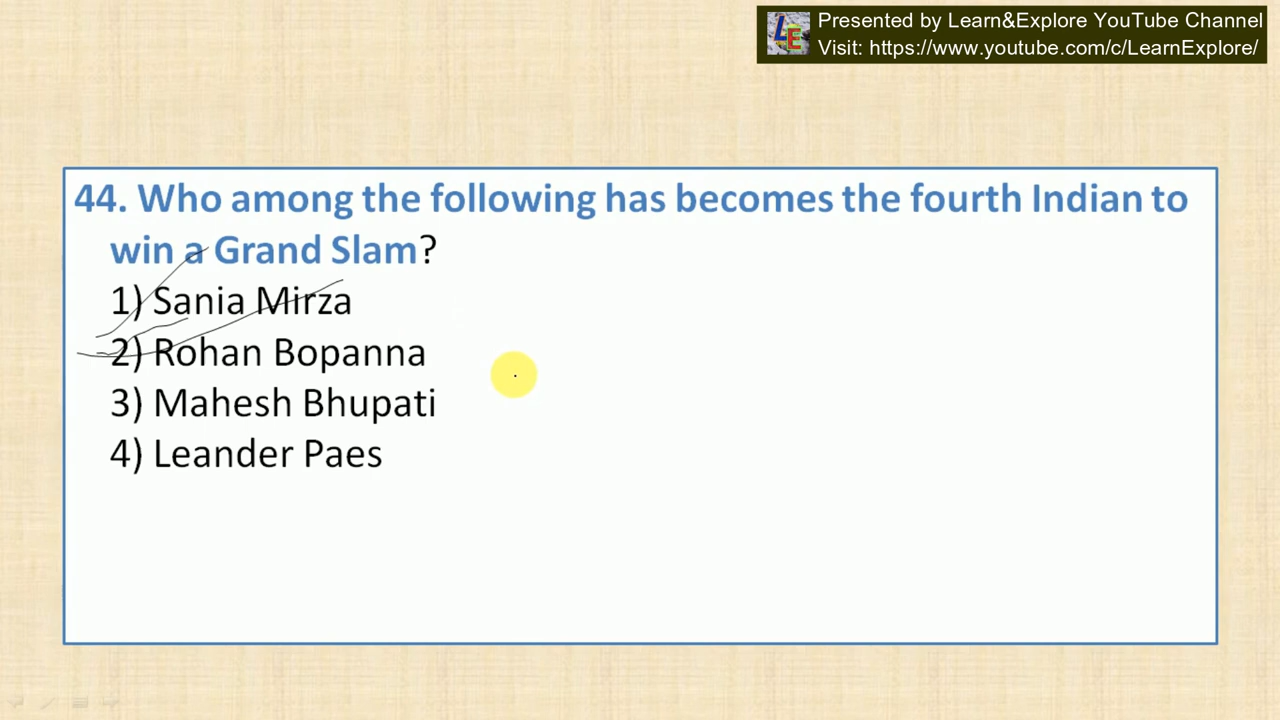 Presented by Learn&Explore YouTube Channel
Visit: https://www.youtube.com/c/LearnExplore/
LE
44. Who among the following has becomes the fourth Indian to
win a Grand Slam?
1) Sania Mirza
2) Rohan Bopanna
3) Mahesh Bhupati
4) Leander Paes